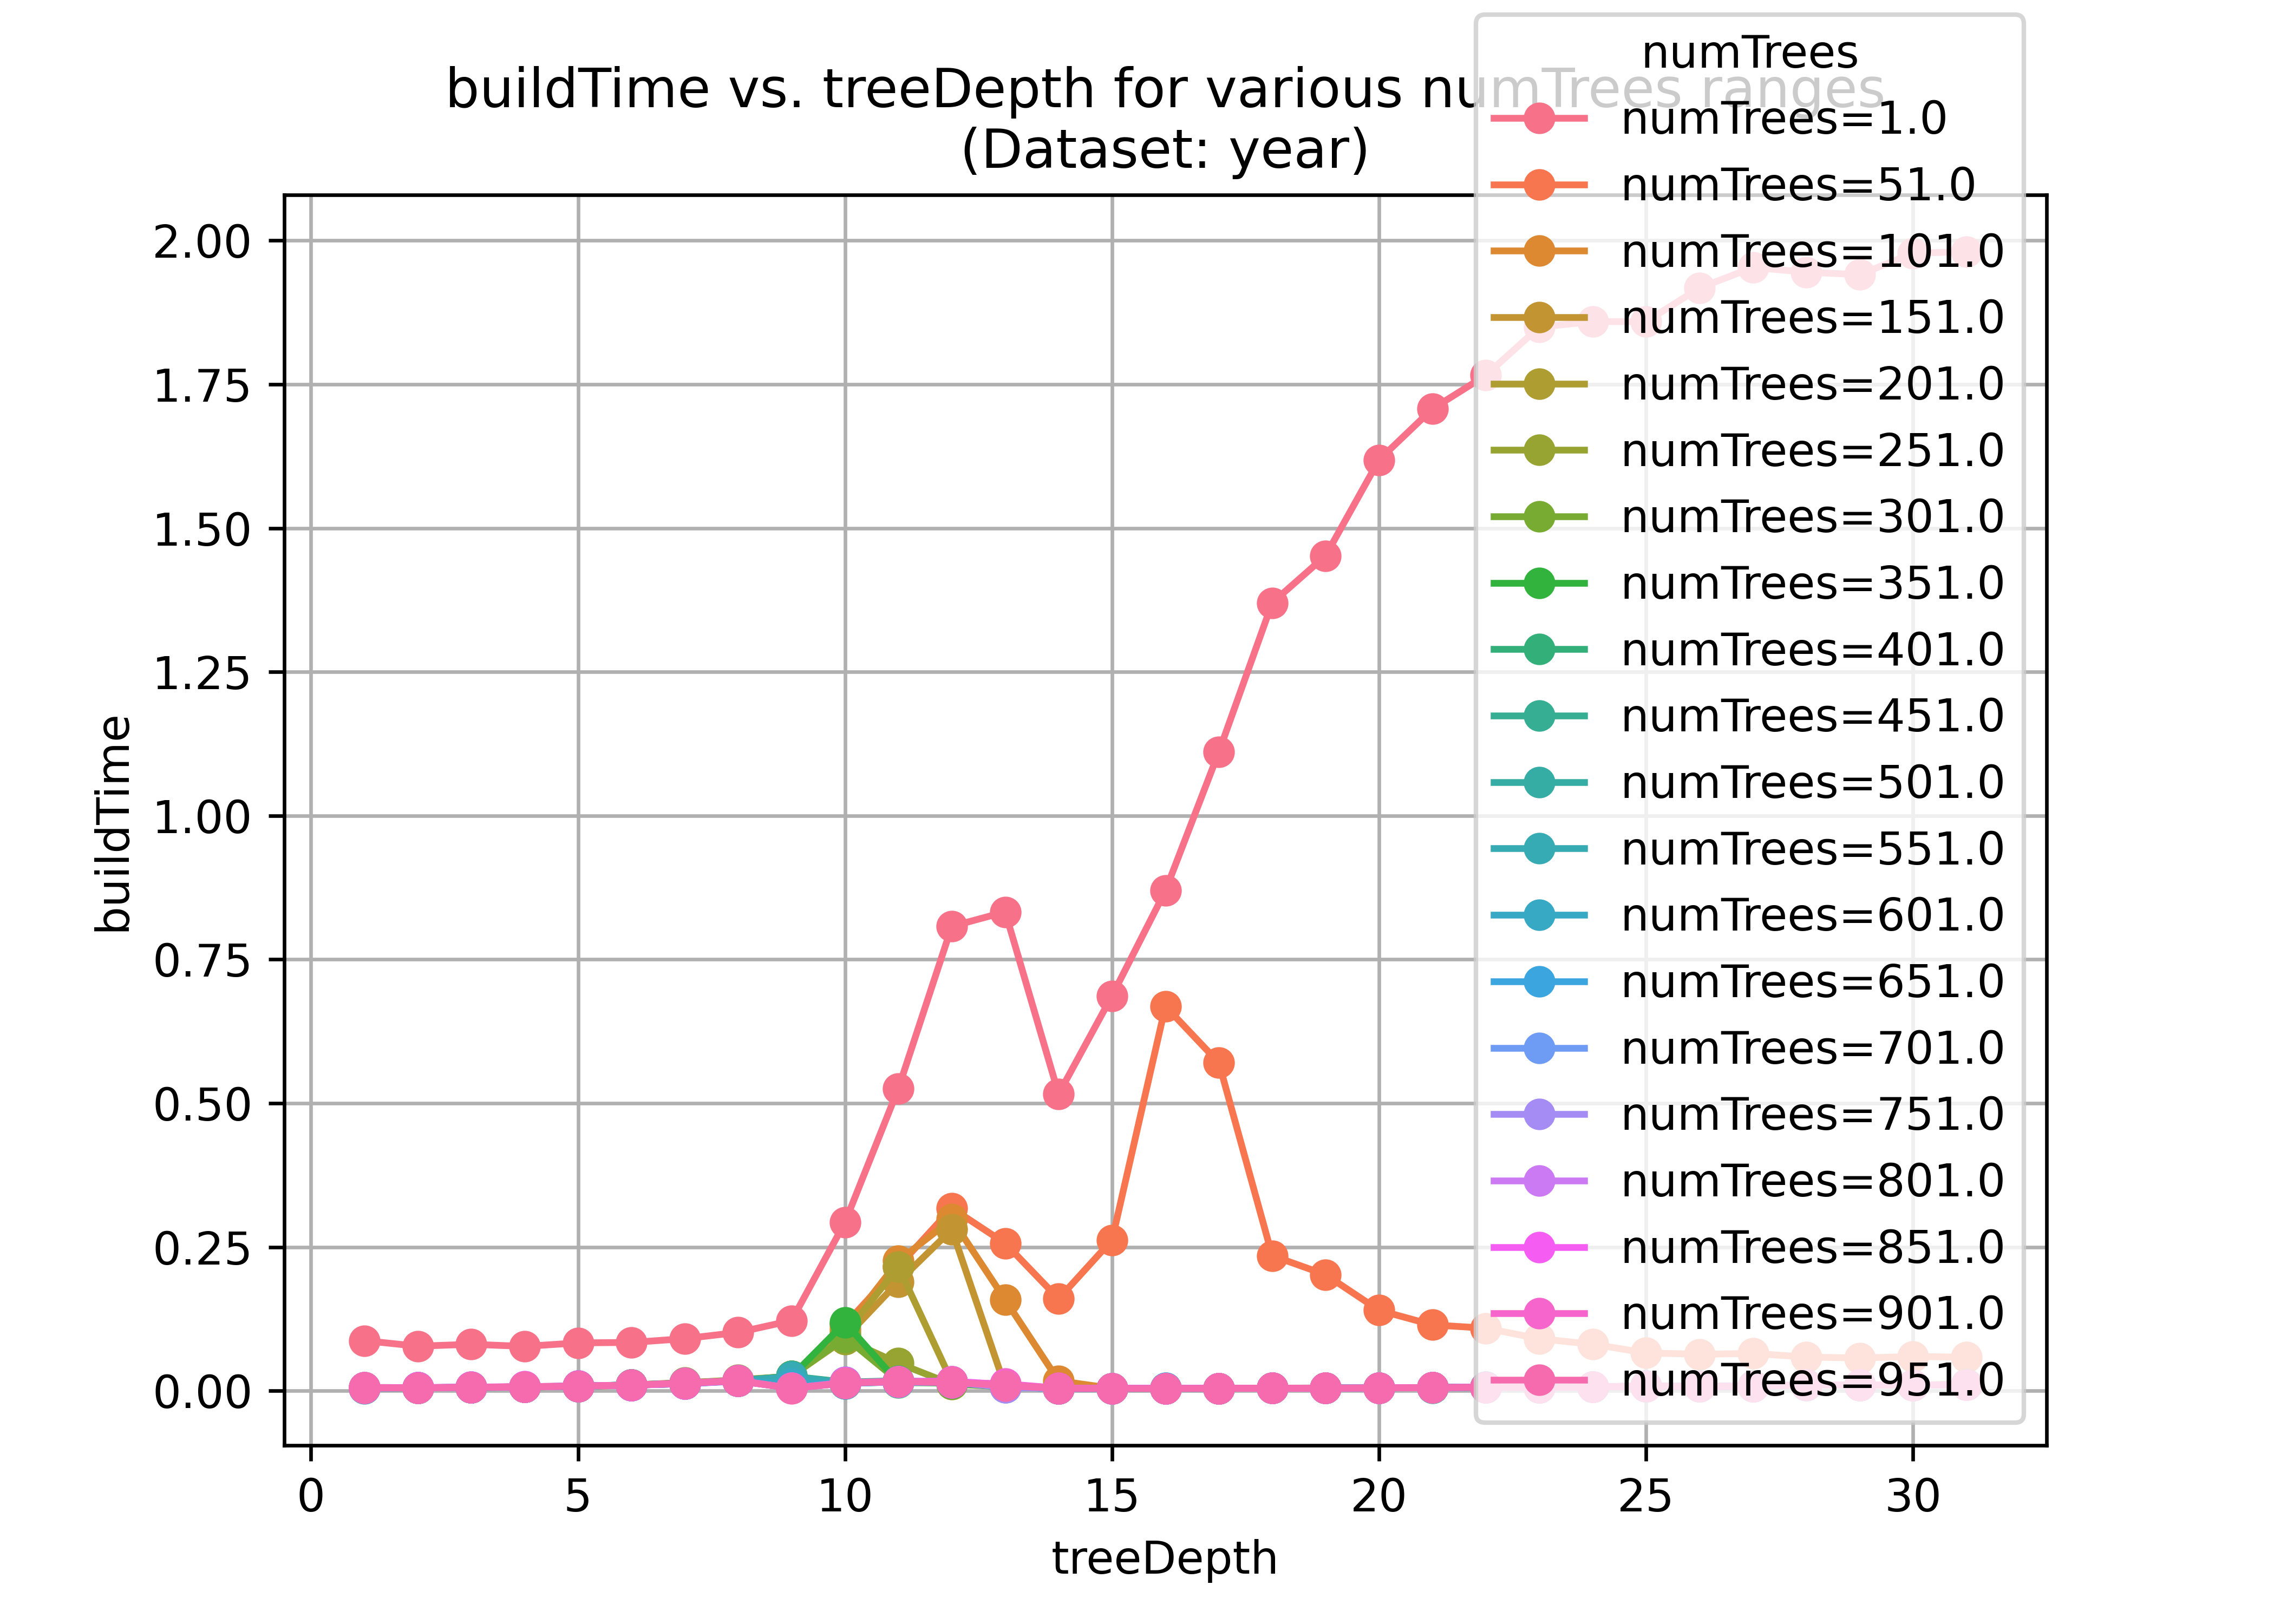 buildTime vs. treeDepth for various numTrees ranges
(Dataset: year)
numTrees
numTrees=1.0
numTrees=51.0
numTrees=101.0
numTrees=151.0
numTrees=201.0
numTrees=251.0
numTrees=301.0
numTrees=351.0
numTrees=401.0
numTrees=451.0
numTrees=501.0
numTrees=551.0
numTrees=601.0
numTrees=651.0
numTrees=701.0
numTrees=751.0
numTrees=801.0
numTrees=851.0
numTrees=901.0
numTrees=951.0
buildTime
2.00
1.75
1.50
1.25
1.00
0.75
0.50
0.25
0.00
0 5 10 15 20 25 30
treeDepth